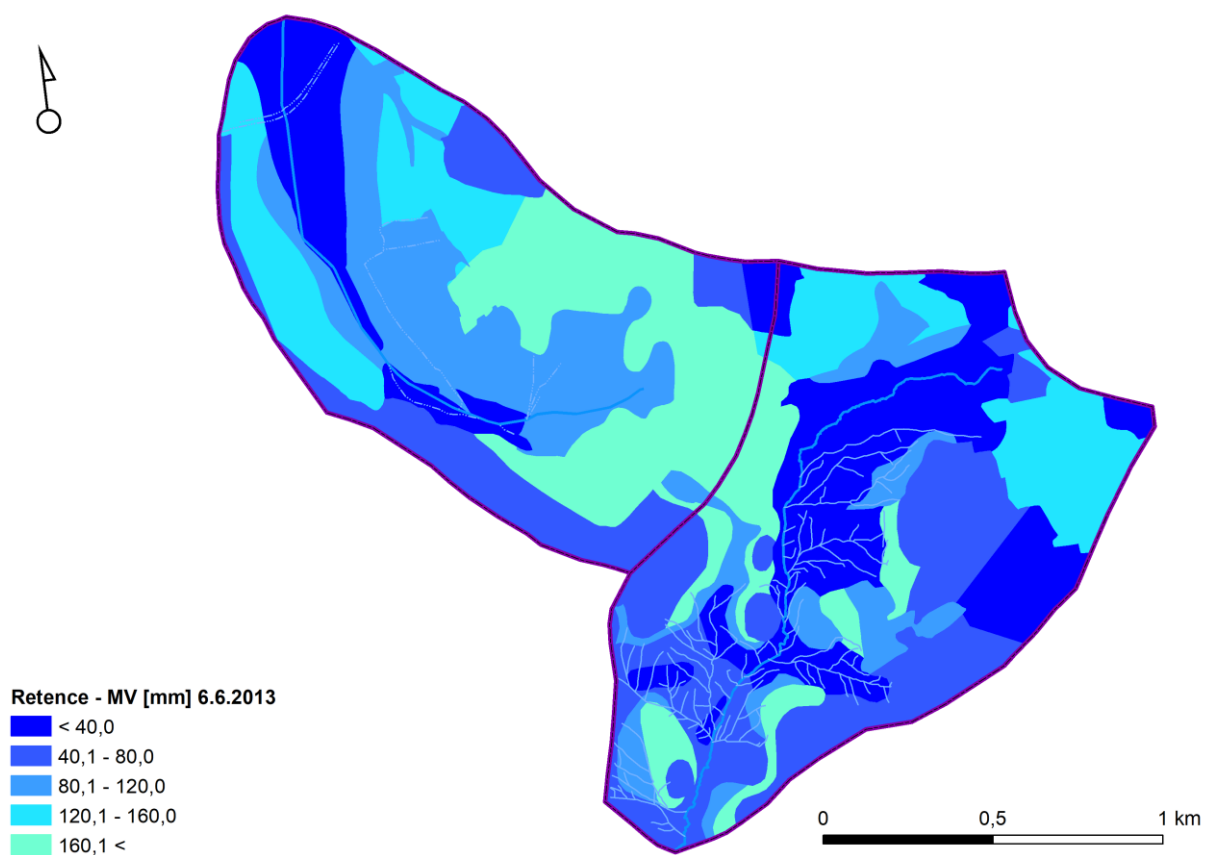 Retence - MV [mm] 6.6.2013
< 40,0
40,1 - 80,0
80,1 - 120,0
120,1 - 160,0
160,1 <
0 0,5 1 km